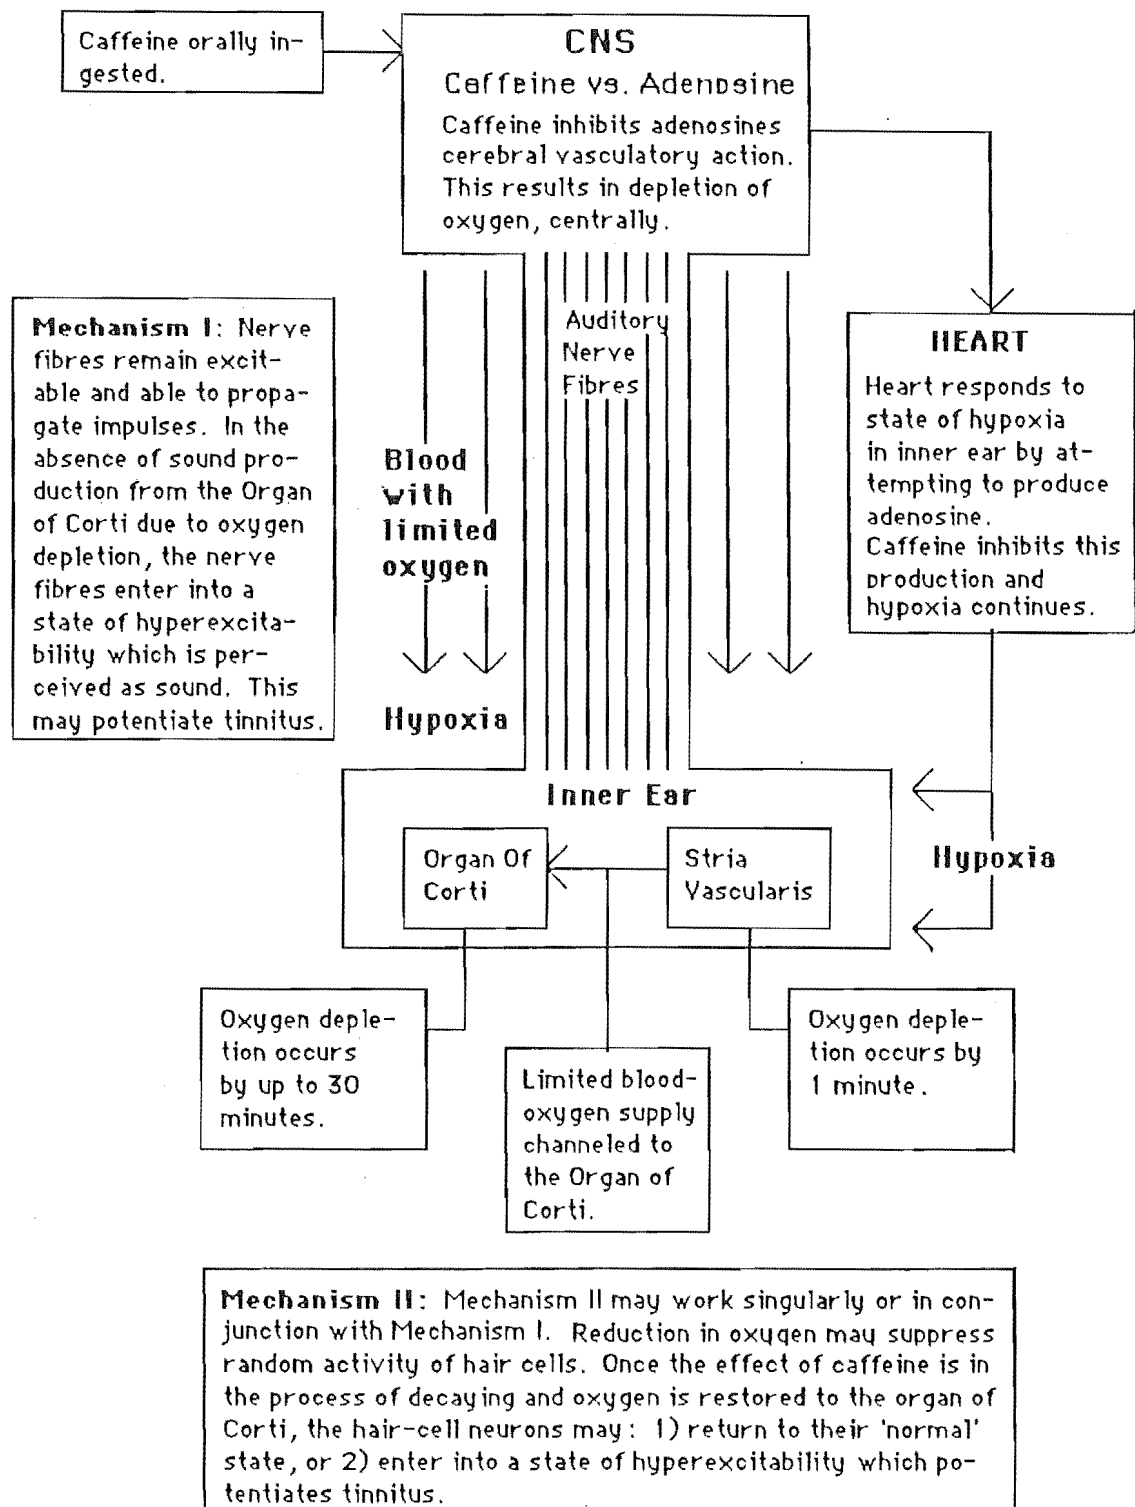 Caffeine orally in-
gested.
CNS
Caffeine vs. Adenosine
Caffeine inhibits adenosines
cerebral vasculatory action.
This results in depletion of
oxygen, centrally.
Auditory
Nerve
Fibres
Mechanism I: Nerve
fibres remain excit-
able and able to propa-
gate impulses. In the
absence of sound pro-
duction from the Organ
of Corti due to oxygen
depletion, the nerve
fibres enter into a
state of hyperexcita-
bility which is per-
ceived as sound. This
may potentiate tinnitus.
Blood
with
limited
oxygen
Hypoxia
HEART
Heart responds to
state of hypoxia
in inner ear by at-
tempting to produce
adenosine.
Caffeine inhibits this
production and
hypoxia continues.
Inner Ear
Organ Of
Corti
Stria
Vascularis
Hypoxia
Oxygen deple-
tion occurs
by up to 30
minutes.
Limited blood-
oxygen supply
channeled to
the Organ of
Corti.
Oxygen deple-
tion occurs by
1 minute.
Mechanism II: Mechanism II may work singularly or in con-
junction with Mechanism I. Reduction in oxygen may suppress
random activity of hair cells. Once the effect of caffeine is in
the process of decaying and oxygen is restored to the organ of
Corti, the hair-cell neurons may: 1) return to their 'normal'
state, or 2) enter into a state of hyperexcitability which po-
tentiates tinnitus.